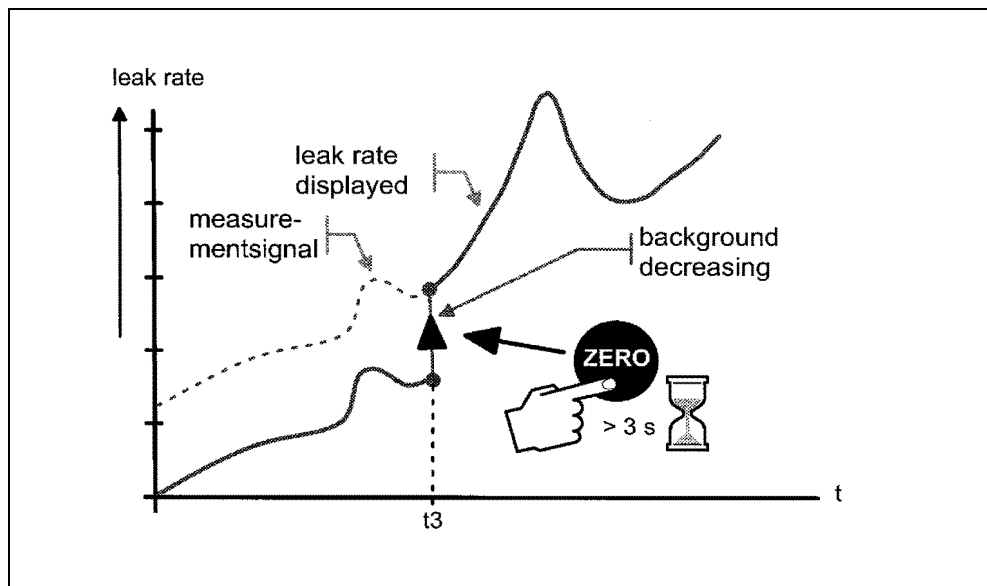 leak rate
leak rate
displayed
measure-
mentsignal
background
decreasing
ZERO
> 3 s
t
t3